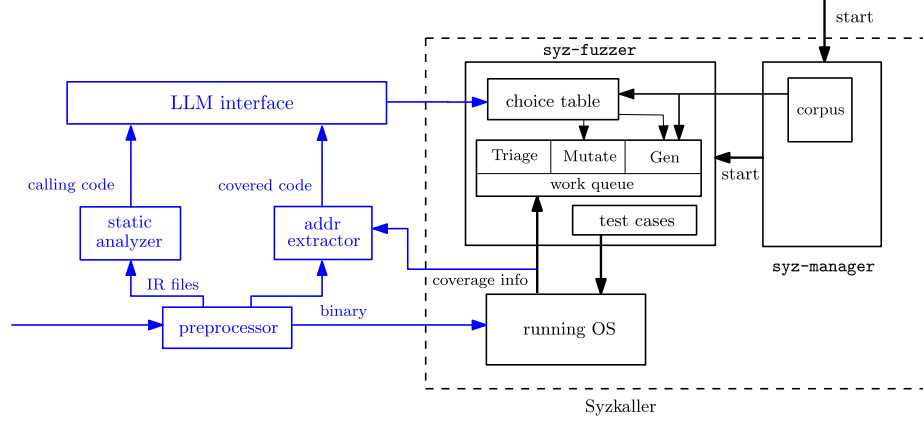 start
syz-fuzzer
LLM interface
choice table
corpus
Triage
Mutate
Gen
work queue
start
calling code
covered code
static
analyzer
addr
extractor
test cases
syz-manager
coverage info
IR files
binary
preprocessor
running OS
Syzkaller